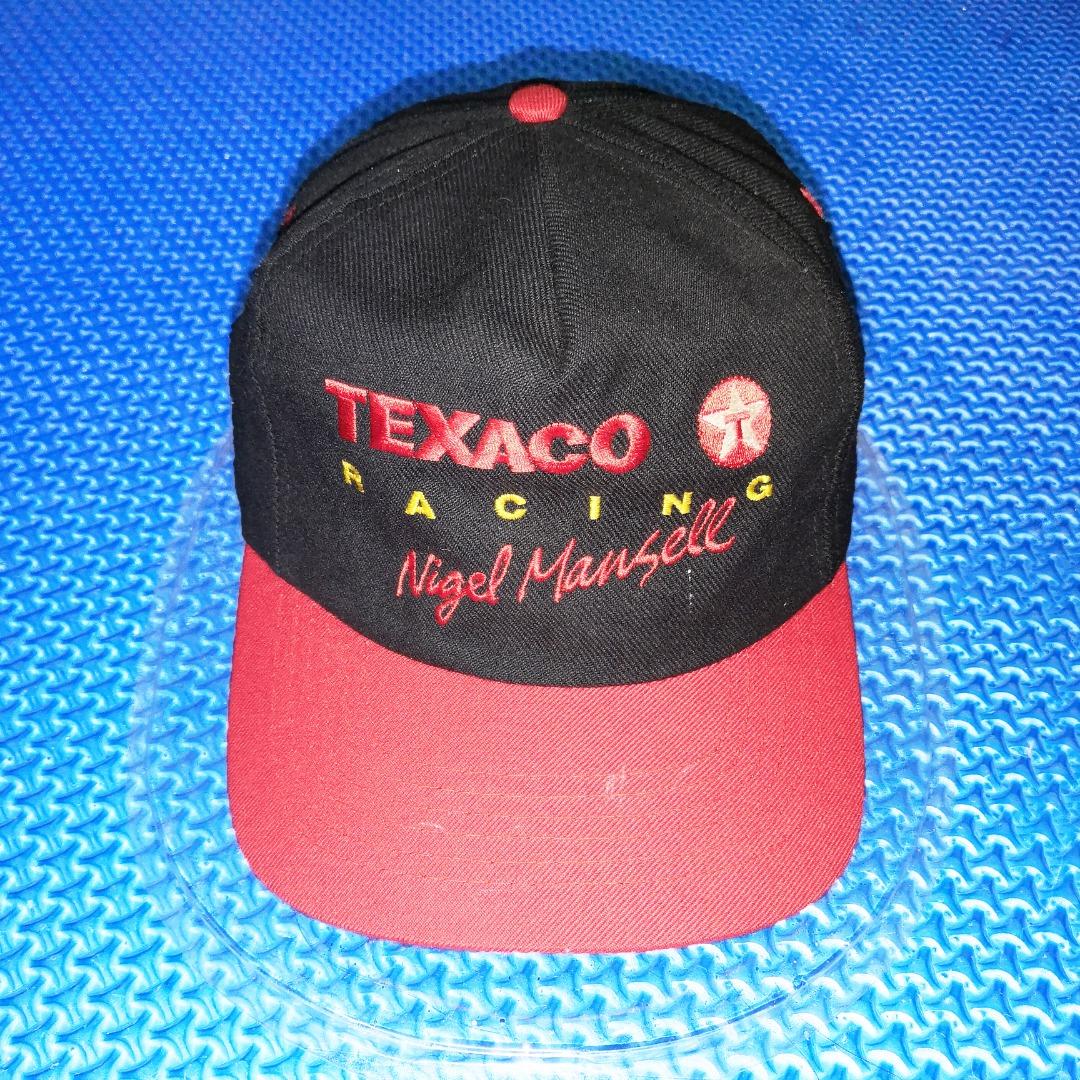 TEXACO T
RACING
Nigel Mansell